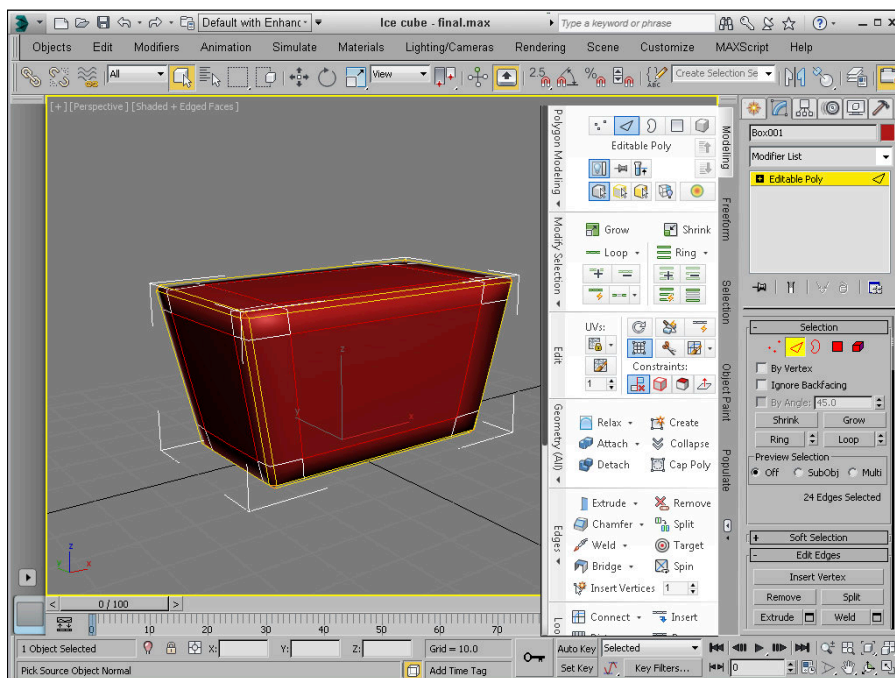 Default with Enhanc
Ice cube - final.max
Type a keyword or phrase
Objects Edit Modifiers Animation Simulate Materials Lighting/Cameras Rendering Scene Customize MAXScript Help
All
View
2.5
ABC
Create Selection Se
[+] [Perspective] [Shaded + Edged Faces]
z
y
x
z
y
x
Polygon Modeling
Editable Poly
Modify Selection
Grow Shrink
Loop Ring
Edit
UVs:
Constraints:
1
Geometry (All)
Relax Create
Attach Collapse
Detach Cap Poly
Edges
Extrude Remove
Chamfer Split
Weld Target
Bridge Spin
Insert Vertices 1
Loo
Connect Insert
Modeling
Freeform
Selection
Object Paint
Populate
Box001
Modifier List
Editable Poly
- Selection
By Vertex
Ignore Backfacing
By Angle: 45.0
Shrink Grow
Ring Loop
Preview Selection
Off SubObj Multi
24 Edges Selected
+ Soft Selection
- Edit Edges
Insert Vertex
Remove Split
Extrude Weld
< 0 / 100 >
0 10 20 30 40 50 60 70
1 Object Selected X: Y: Z: Grid = 10.0 Auto Key Selected
Pick Source Object Normal Add Time Tag Set Key Key Filters... 0